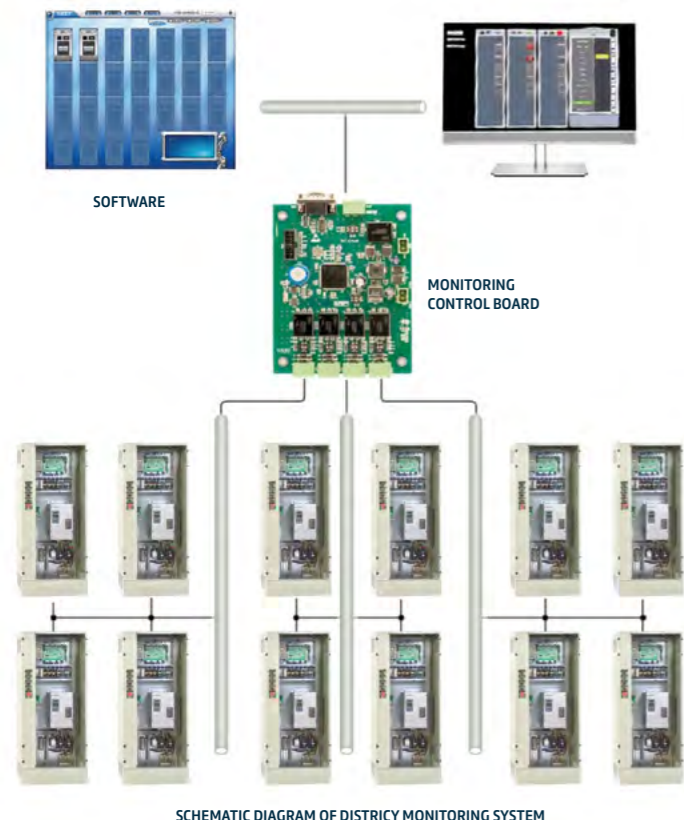 SOFTWARE
MONITORING
CONTROL BOARD
SCHEMATIC DIAGRAM OF DISTRICY MONITORING SYSTEM